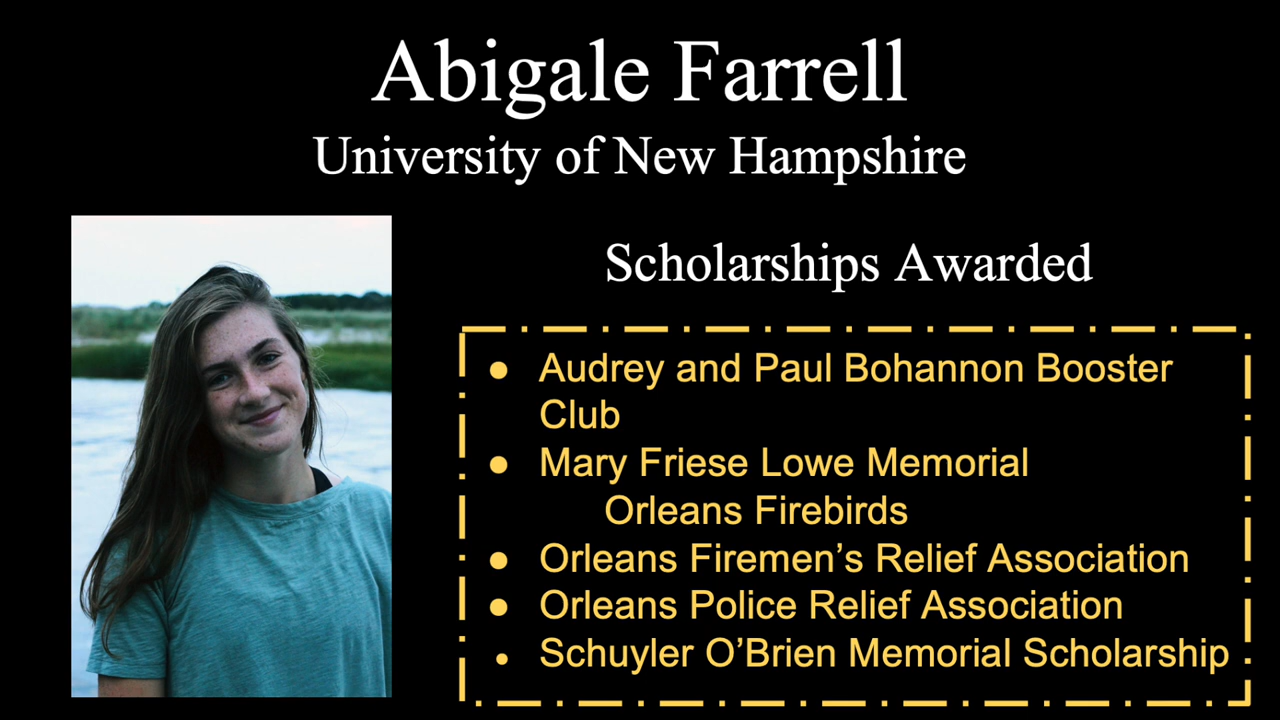 Abigale Farrell
University of New Hampshire
Scholarships Awarded
● Audrey and Paul Bohannon Booster
Club
● Mary Friese Lowe Memorial
Orleans Firebirds
● Orleans Firemen’s Relief Association
● Orleans Police Relief Association
● Schuyler O’Brien Memorial Scholarship